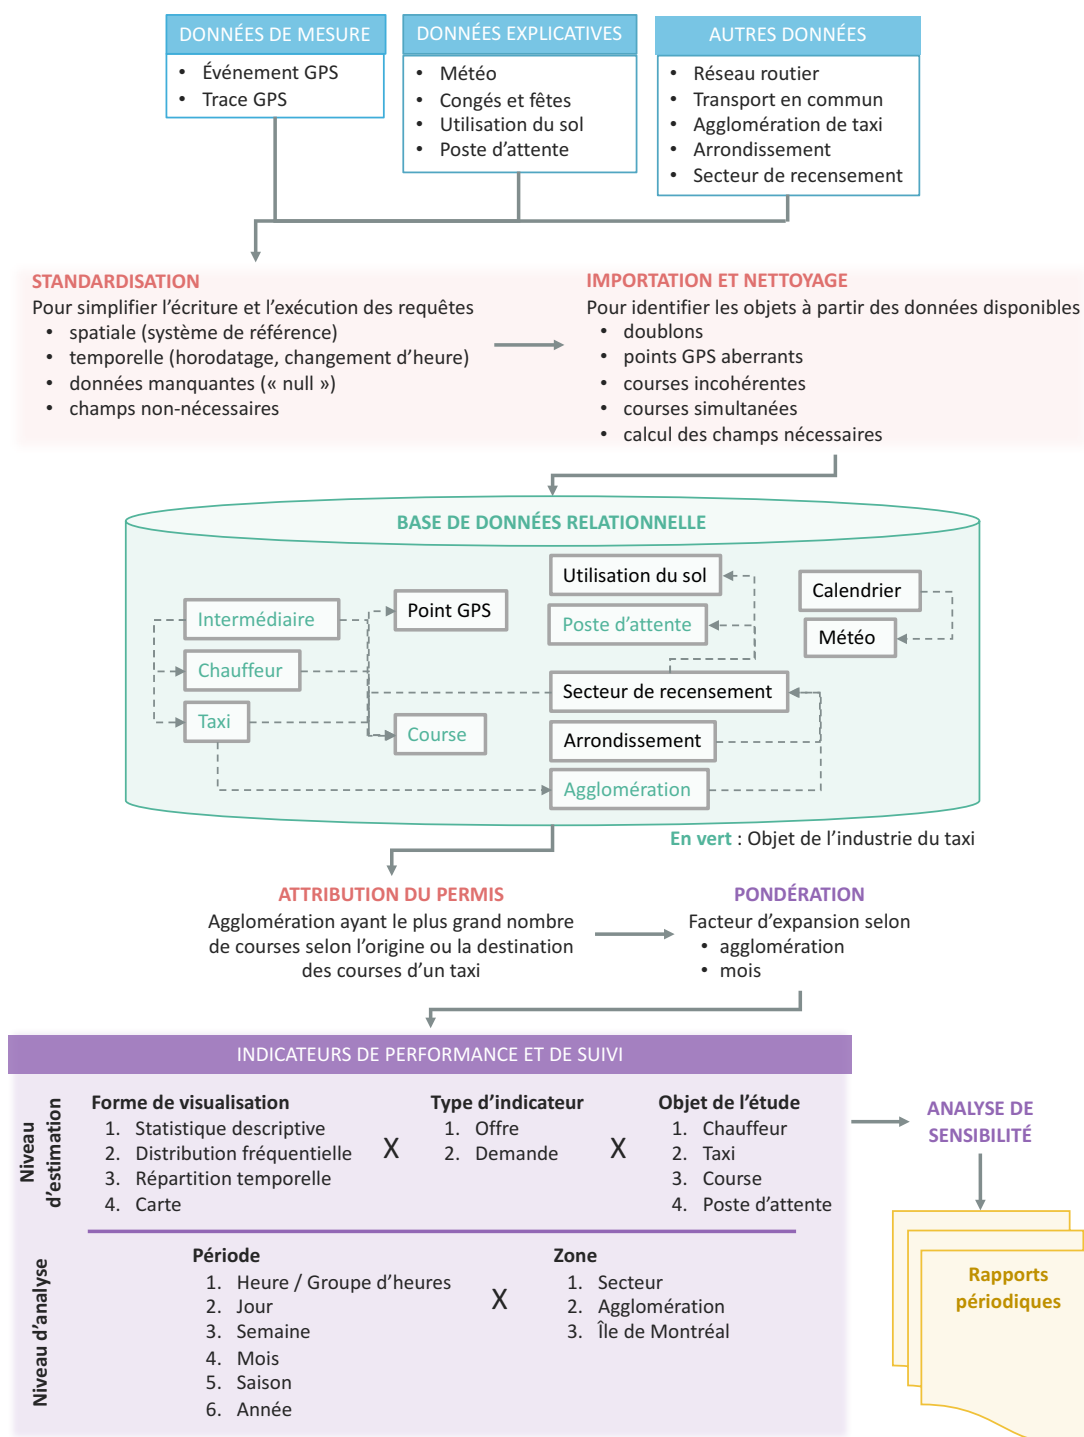 DONNÉES DE MESURE
• Événement GPS
• Trace GPS
DONNÉES EXPLICATIVES
• Météo
• Congés et fêtes
• Utilisation du sol
• Poste d'attente
AUTRES DONNÉES
• Réseau routier
• Transport en commun
• Agglomération de taxi
• Arrondissement
• Secteur de recensement
STANDARDISATION
Pour simplifier l'écriture et l'exécution des requêtes
• spatiale (système de référence)
• temporelle (horodatage, changement d'heure)
• données manquantes (« null »)
• champs non-nécessaires
IMPORTATION ET NETTOYAGE
Pour identifier les objets à partir des données disponibles
• doublons
• points GPS aberrants
• courses incohérentes
• courses simultanées
• calcul des champs nécessaires
BASE DE DONNÉES RELATIONNELLE
Intermédiaire
Chauffeur
Taxi
Point GPS
Course
Utilisation du sol
Poste d'attente
Secteur de recensement
Arrondissement
Agglomération
Calendrier
Météo
En vert : Objet de l'industrie du taxi
ATTRIBUTION DU PERMIS
Agglomération ayant le plus grand nombre
de courses selon l'origine ou la destination
des courses d'un taxi
PONDÉRATION
Facteur d'expansion selon
• agglomération
• mois
INDICATEURS DE PERFORMANCE ET DE SUIVI
Niveau
d'estimation
Forme de visualisation
1. Statistique descriptive
2. Distribution fréquentielle
3. Répartition temporelle
4. Carte
X
Type d'indicateur
1. Offre
2. Demande
X
Objet de l'étude
1. Chauffeur
2. Taxi
3. Course
4. Poste d'attente
Niveau d'analyse
Période
1. Heure / Groupe d'heures
2. Jour
3. Semaine
4. Mois
5. Saison
6. Année
X
Zone
1. Secteur
2. Agglomération
3. Île de Montréal
ANALYSE DE
SENSIBILITÉ
Rapports
périodiques